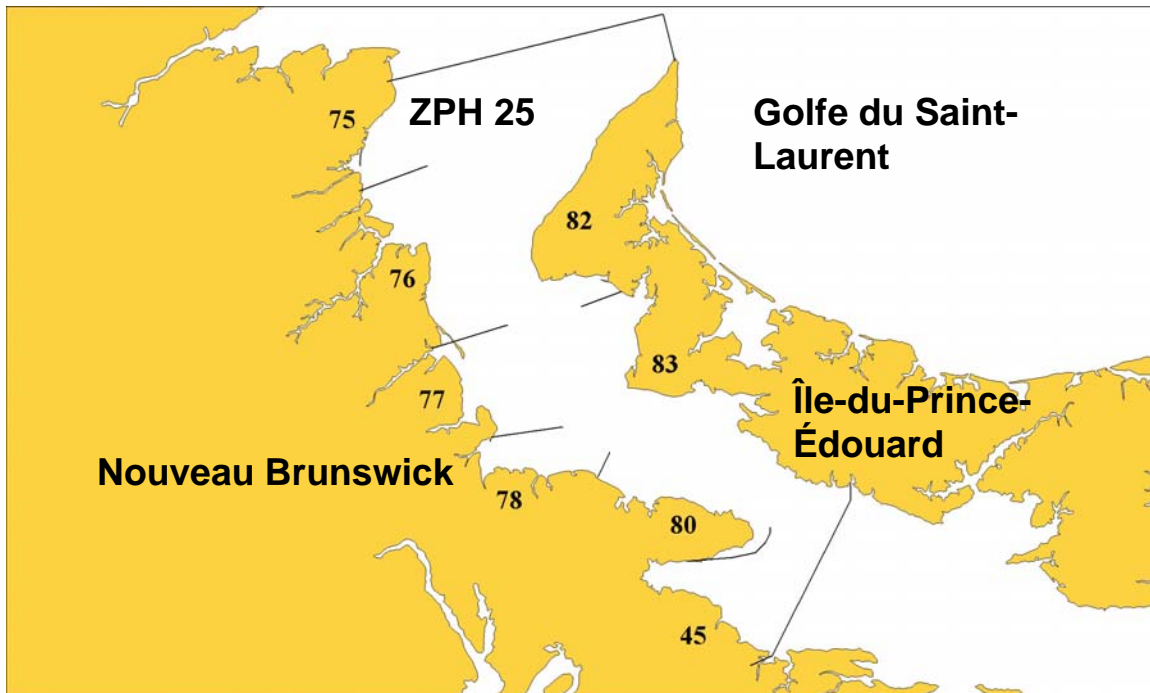 75
ZPH 25
Golfe du Saint-
Laurent
82
76
83
77
Île-du-Prince-
Édouard
Nouveau Brunswick
78
80
45